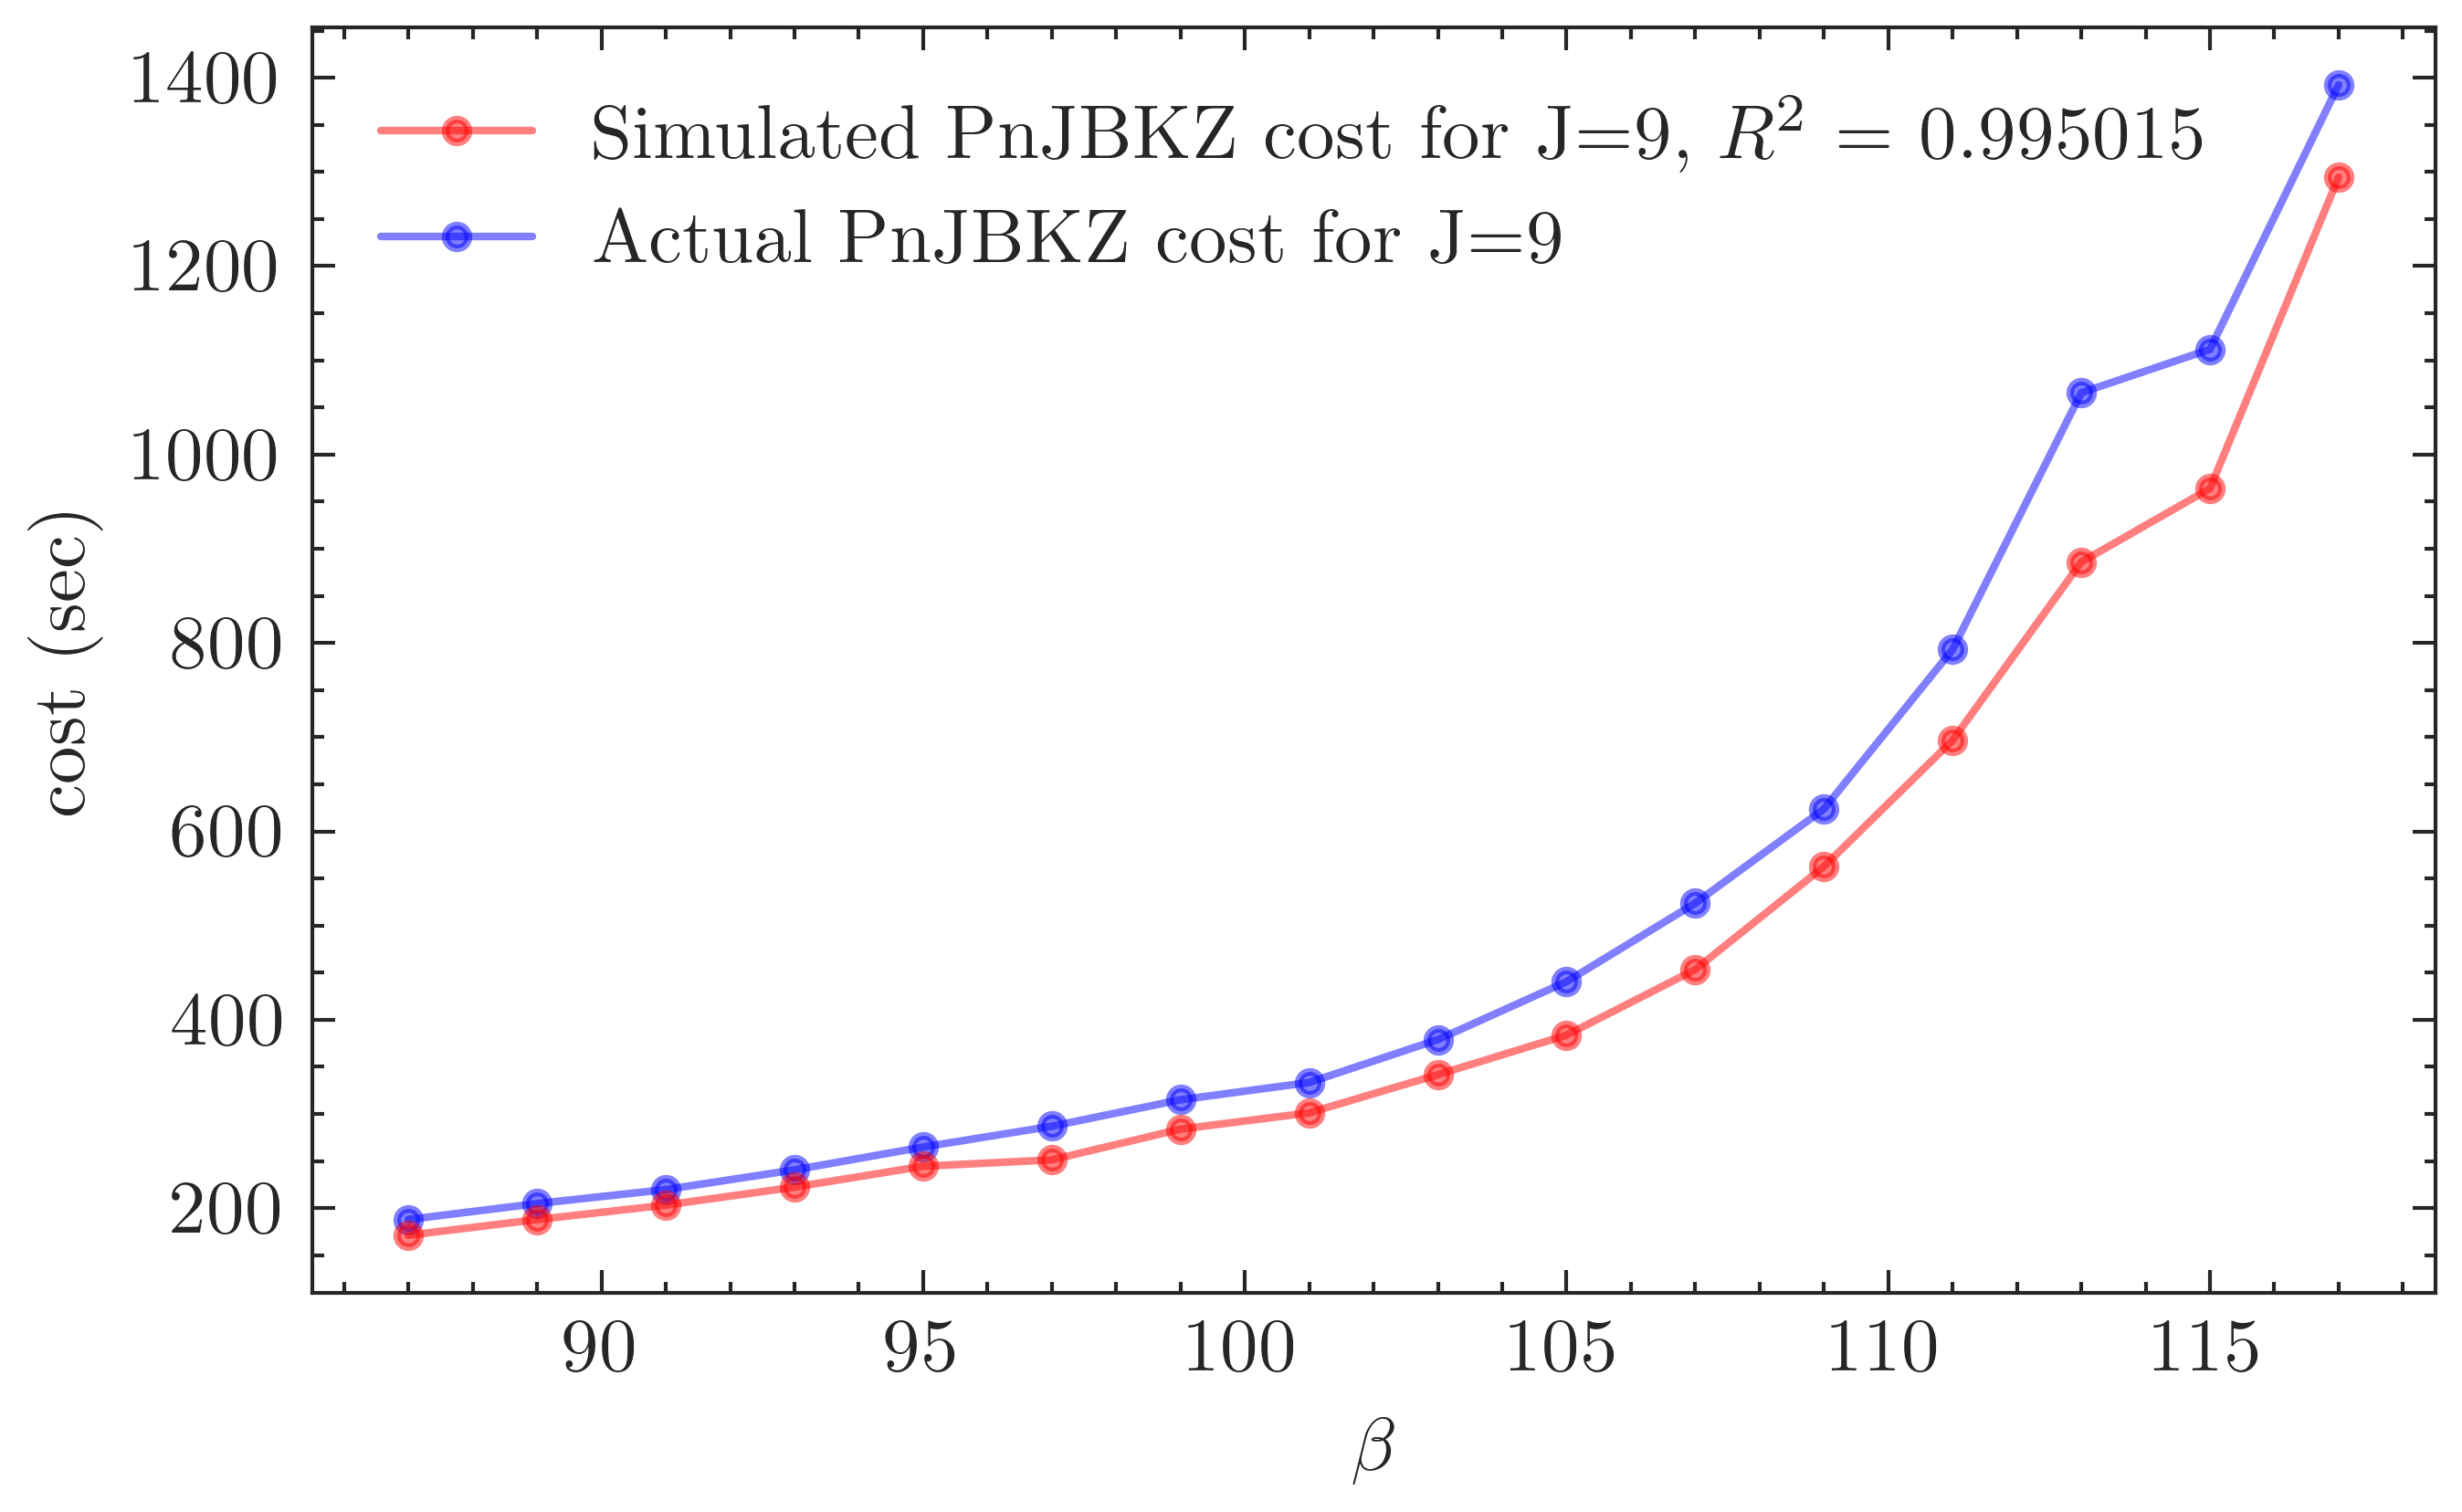 1400
1200
1000
800
600
400
200
cost (sec)
Simulated PnJBKZ cost for J=9, R² = 0.995015
Actual PnJBKZ cost for J=9
90 95 100 105 110 115
β